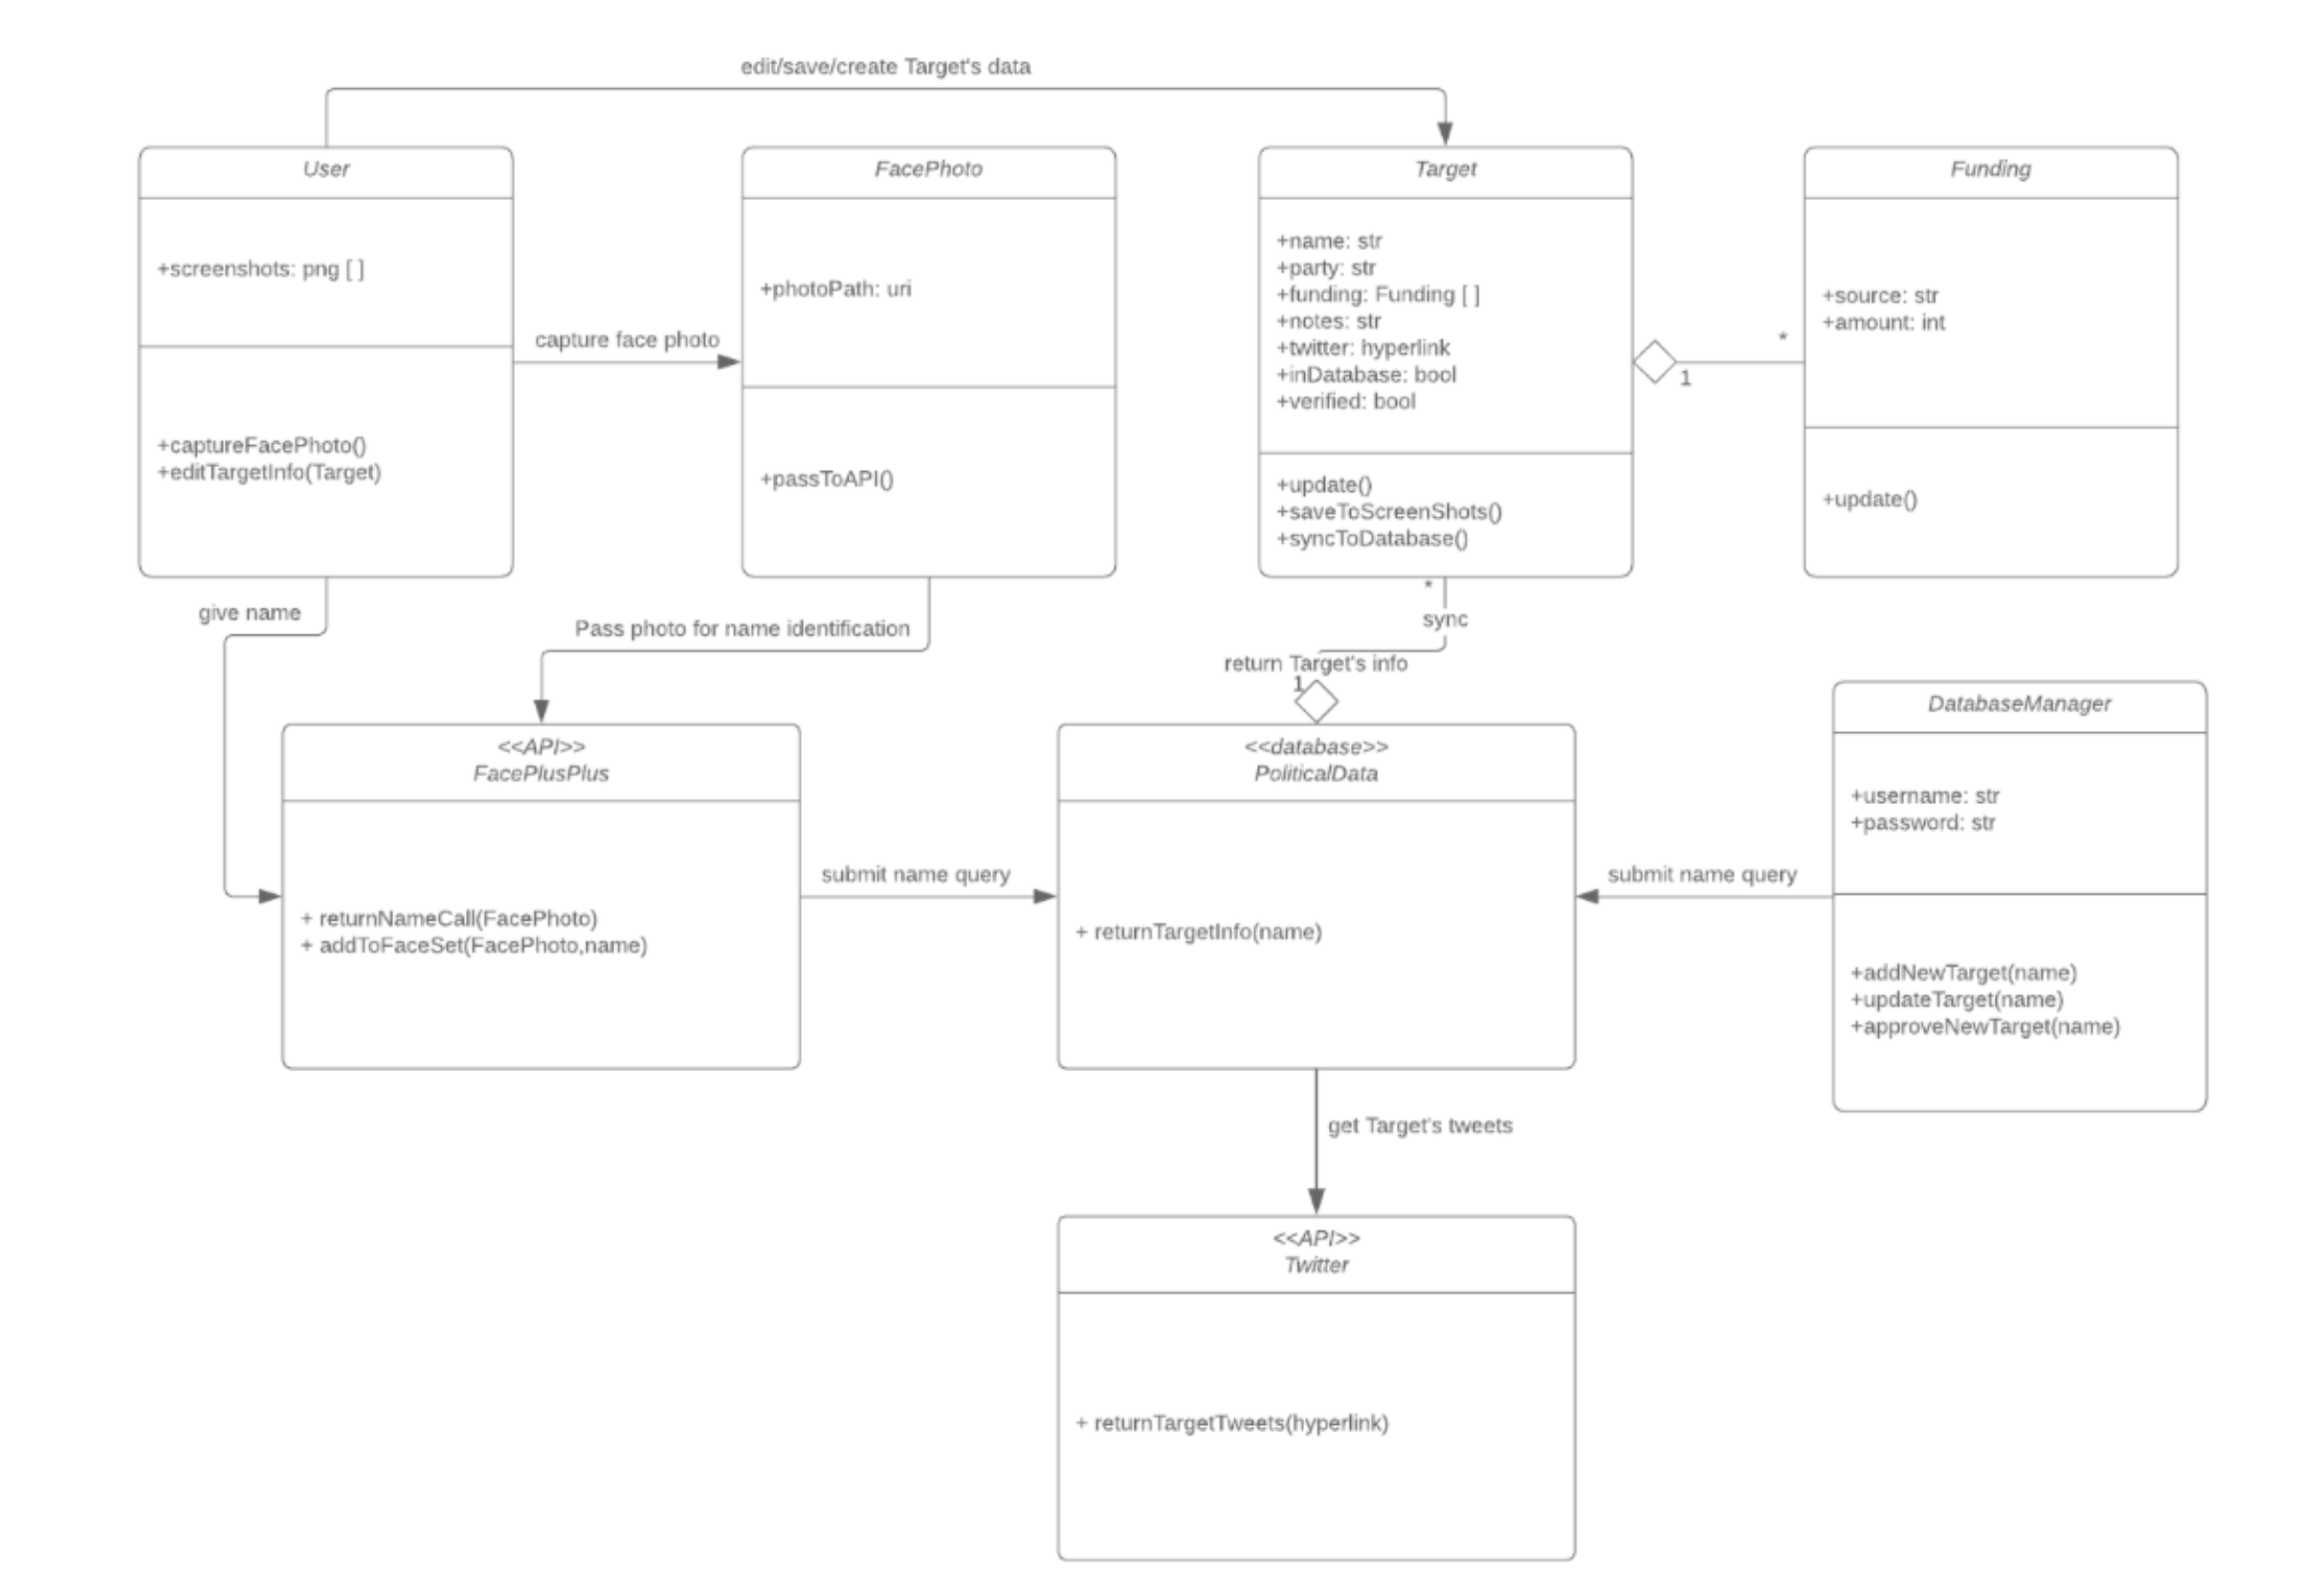 edit/save/create Target's data
User
+screenshots: png [ ]
+captureFacePhoto()
+editTargetInfo(Target)
capture face photo
FacePhoto
+photoPath: uri
+passToAPI()
Target
+name: str
+party: str
+funding: Funding [ ]
+notes: str
+twitter: hyperlink
+inDatabase: bool
+verified: bool
+update()
+saveToScreenShots()
+syncToDatabase()
1
*
Funding
+source: str
+amount: int
+update()
give name
Pass photo for name identification
*
sync
return Target's info
1
<<API>>
FacePlusPlus
+ returnNameCall(FacePhoto)
+ addToFaceSet(FacePhoto,name)
submit name query
<<database>>
PoliticalData
+ returnTargetInfo(name)
submit name query
DatabaseManager
+username: str
+password: str
+addNewTarget(name)
+updateTarget(name)
+approveNewTarget(name)
get Target's tweets
<<API>>
Twitter
+ returnTargetTweets(hyperlink)